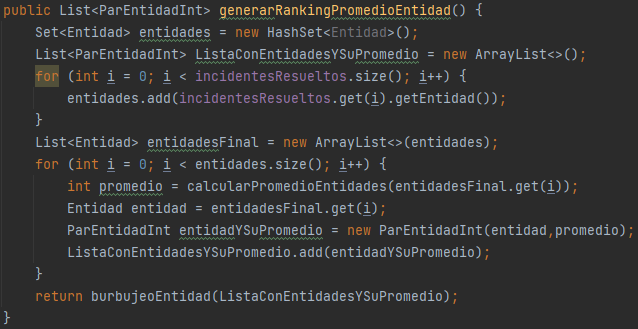 public List<ParEntidadInt> generarRankingPromedioEntidad() {
    Set<Entidad> entidades = new HashSet<Entidad>();
    List<ParEntidadInt> ListaConEntidadesYSuPromedio = new ArrayList<>();
    for (int i = 0; i < incidentesResueltos.size(); i++) {
        entidades.add(incidentesResueltos.get(i).getEntidad());
    }
    List<Entidad> entidadesFinal = new ArrayList<>(entidades);
    for (int i = 0; i < entidades.size(); i++) {
        int promedio = calcularPromedioEntidades(entidadesFinal.get(i));
        Entidad entidad = entidadesFinal.get(i);
        ParEntidadInt entidadYSuPromedio = new ParEntidadInt(entidad,promedio);
        ListaConEntidadesYSuPromedio.add(entidadYSuPromedio);
    }
    return burbujeoEntidad(ListaConEntidadesYSuPromedio);
}